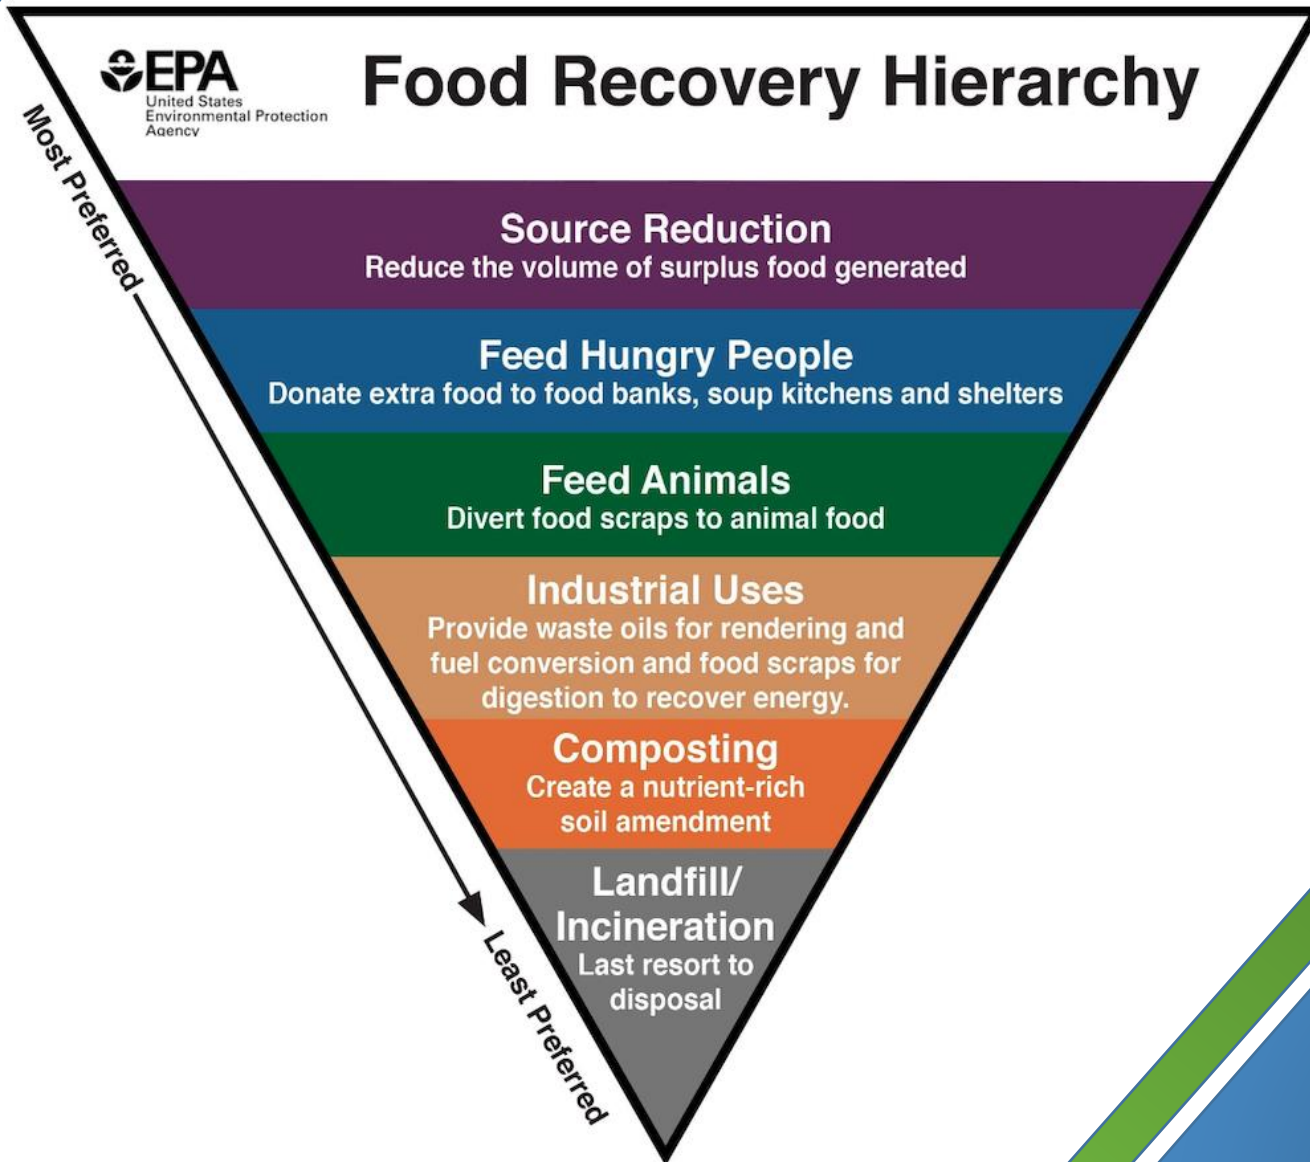 EPA
United States
Environmental Protection
Agency
Food Recovery Hierarchy
Most Preferred
Source Reduction
Reduce the volume of surplus food generated
Feed Hungry People
Donate extra food to food banks, soup kitchens and shelters
Feed Animals
Divert food scraps to animal food
Industrial Uses
Provide waste oils for rendering and
fuel conversion and food scraps for
digestion to recover energy.
Composting
Create a nutrient-rich
soil amendment
Landfill/
Incineration
Last resort to
disposal
Least Preferred